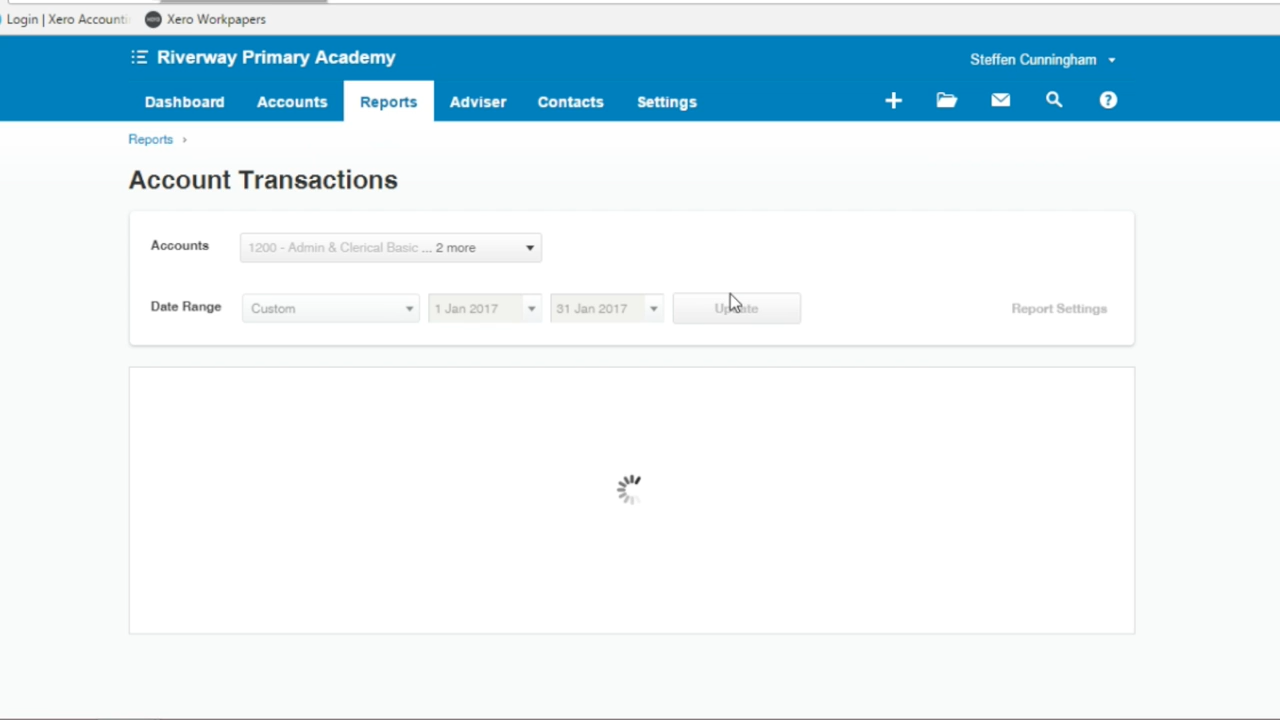 Login | Xero Accounti
Xero Workpapers
Riverway Primary Academy
Steffen Cunningham
Dashboard Accounts Reports Adviser Contacts Settings
Reports ›
Account Transactions
Accounts
1200 - Admin & Clerical Basic ... 2 more
Date Range
Custom
1 Jan 2017
31 Jan 2017
Update
Report Settings